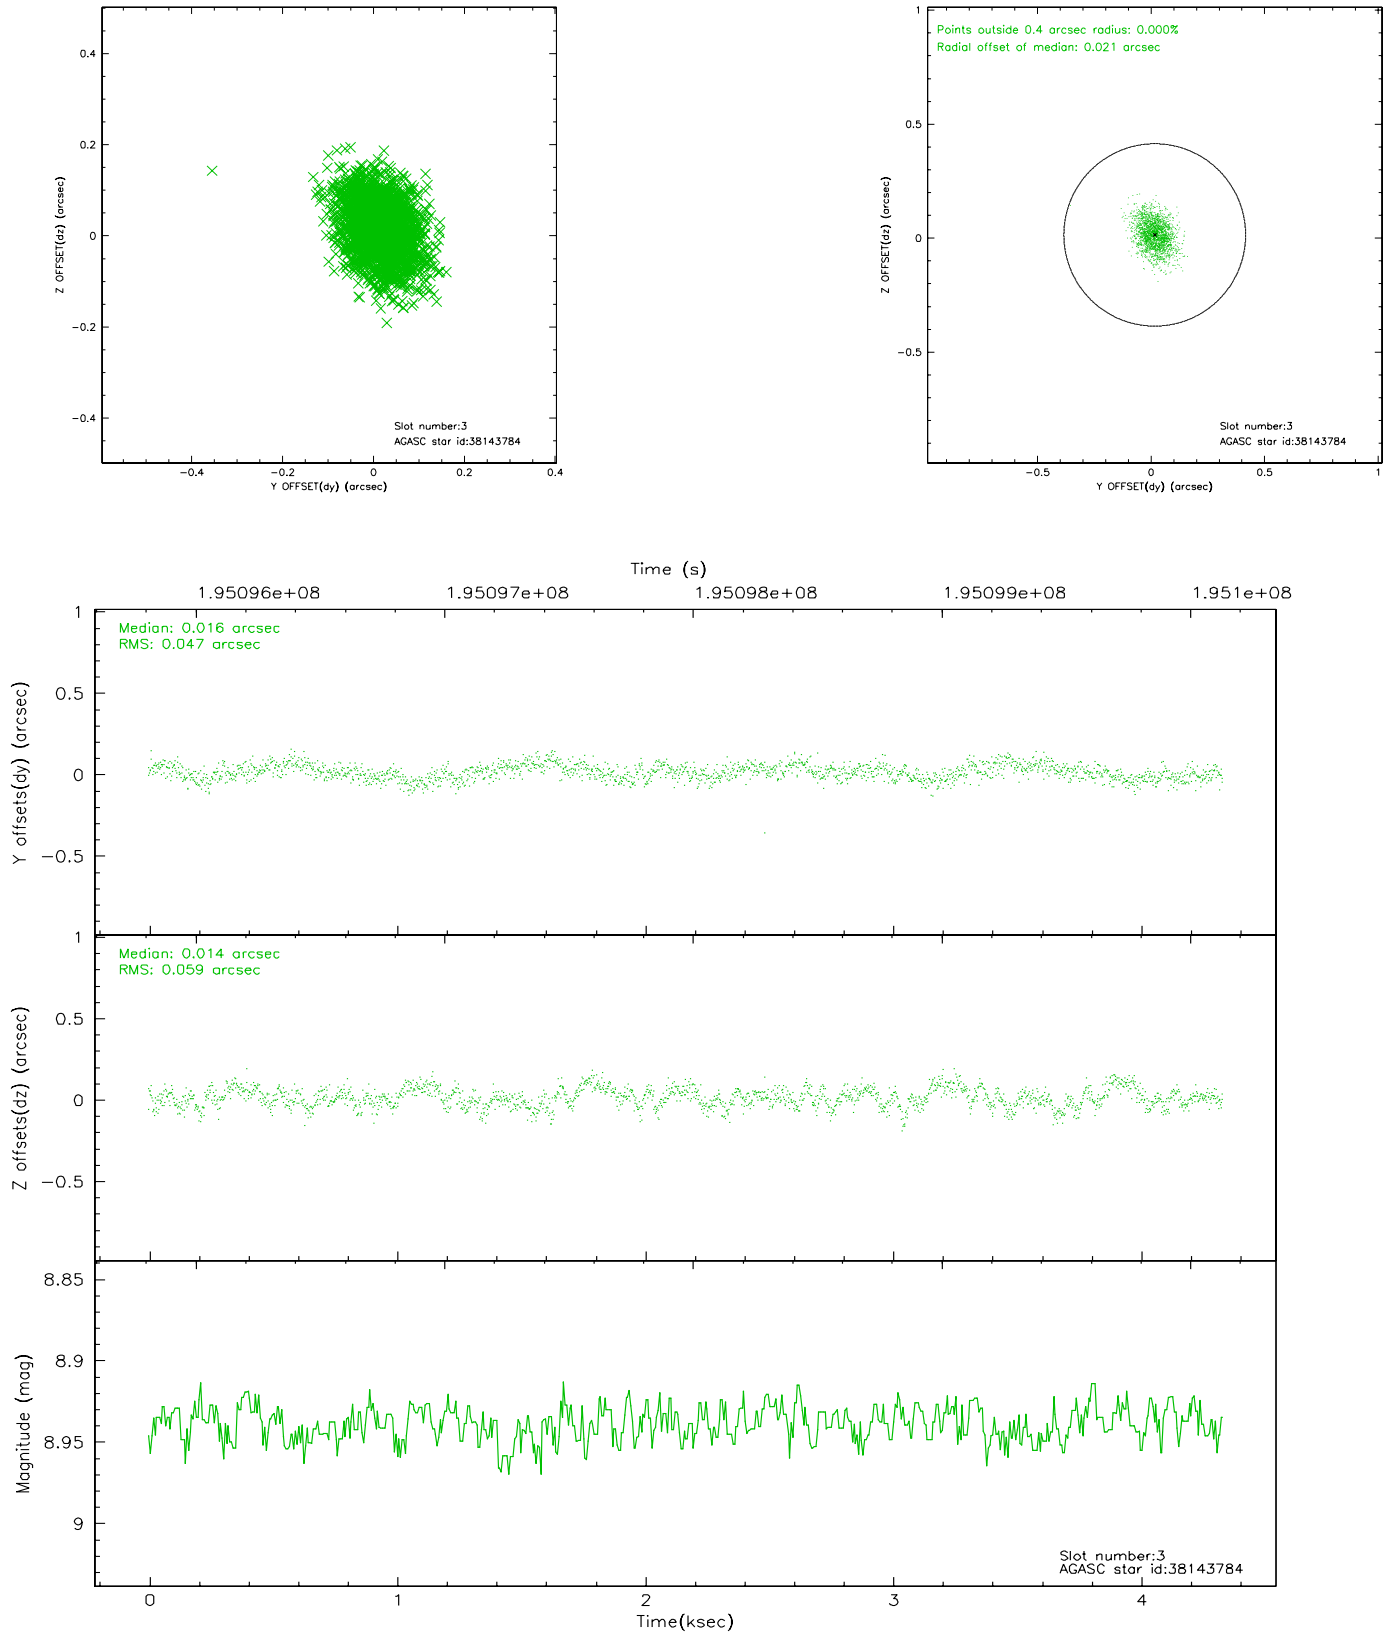 0.4
0.2
0
−0.2
−0.4
Z OFFSET(dz) (arcsec)
Slot number:3
AGASC star id:38143784
−0.4 −0.2 0 0.2 0.4
Y OFFSET(dy) (arcsec)
Points outside 0.4 arcsec radius: 0.000%
Radial offset of median: 0.021 arcsec
1
0.5
0
−0.5
Z OFFSET(dz) (arcsec)
Slot number:3
AGASC star id:38143784
−0.5 0 0.5 1
Y OFFSET(dy) (arcsec)
Time (s)
1.95096e+08 1.95097e+08 1.95098e+08 1.95099e+08 1.951e+08
Median: 0.016 arcsec
RMS: 0.047 arcsec
1
0.5
0
−0.5
Y offsets(dy) (arcsec)
Median: 0.014 arcsec
RMS: 0.059 arcsec
1
0.5
0
−0.5
Z offsets(dz) (arcsec)
8.85
8.9
8.95
9
Magnitude (mag)
Slot number:3
AGASC star id:38143784
0 1 2 3 4
Time(ksec)